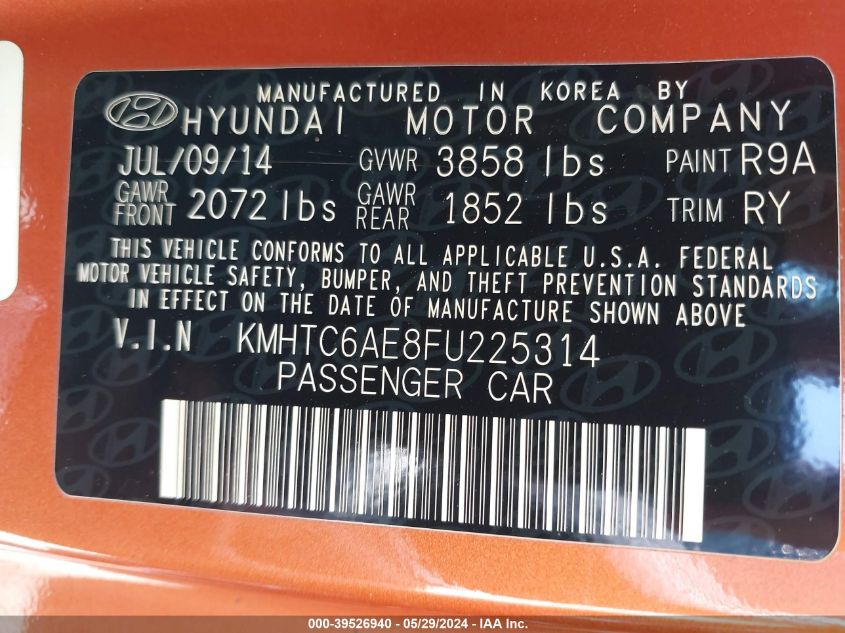 MANUFACTURED IN KOREA BY
HYUNDAI MOTOR COMPANY
JUL/09/14 GVWR 3858 lbs PAINT R9A
GAWR FRONT 2072 lbs GAWR REAR 1852 lbs TRIM RY
THIS VEHICLE CONFORMS TO ALL APPLICABLE U.S.A. FEDERAL
MOTOR VEHICLE SAFETY, BUMPER, AND THEFT PREVENTION STANDARDS
IN EFFECT ON THE DATE OF MANUFACTURE SHOWN ABOVE
V.I.N KMHTC6AE8FU225314
PASSENGER CAR
000-39526940 - 05/29/2024 - IAA Inc.